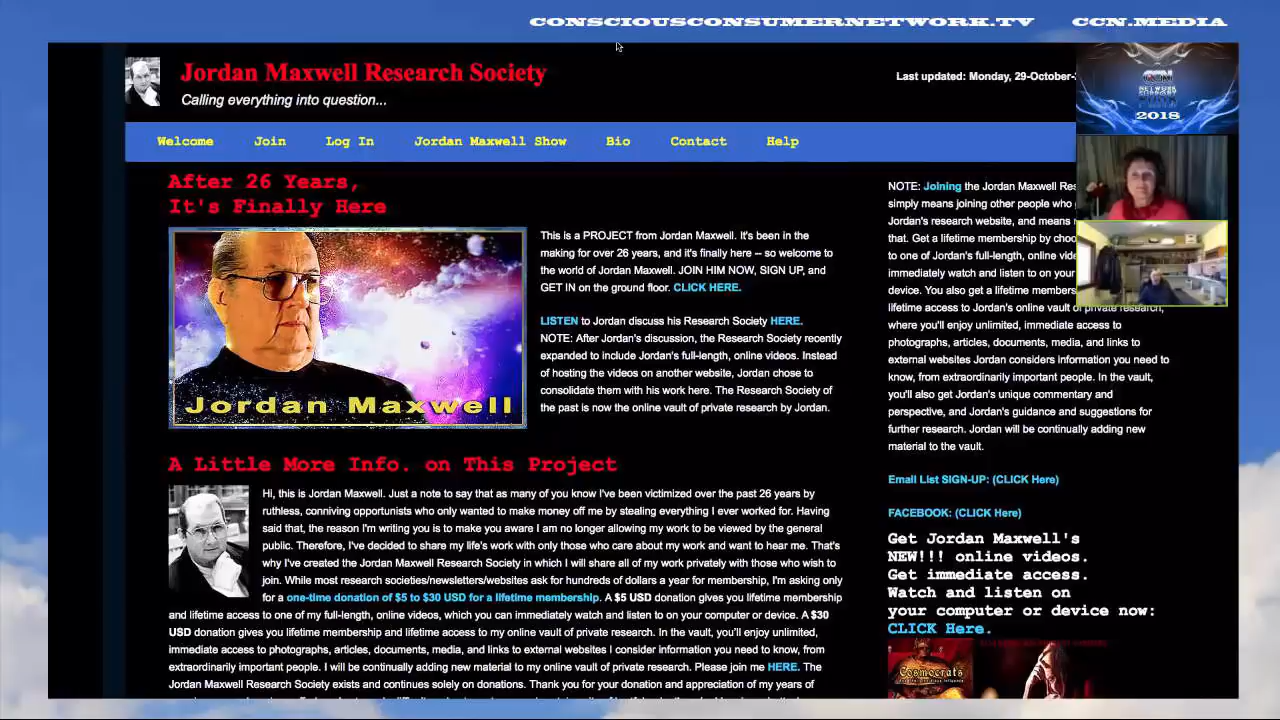 CONSCIOUSCONSUMERNETWORK.TV CCN.MEDIA
Jordan Maxwell Research Society
Calling everything into question...
Last updated: Monday, 29-October-
CCN
NETWORK
SUPPORT
2018
Welcome Join Log In Jordan Maxwell Show Bio Contact Help
After 26 Years,
It's Finally Here
Jordan Maxwell
This is a PROJECT from Jordan Maxwell. It's been in the
making for over 26 years, and it's finally here – so welcome to
the world of Jordan Maxwell. JOIN HIM NOW, SIGN UP, and
GET IN on the ground floor. CLICK HERE.
LISTEN to Jordan discuss his Research Society HERE.
NOTE: After Jordan's discussion, the Research Society recently
expanded to include Jordan's full-length, online videos. Instead
of hosting the videos on another website, Jordan chose to
consolidate them with his work here. The Research Society of
the past is now the online vault of private research by Jordan.
A Little More Info. on This Project
Hi, this is Jordan Maxwell. Just a note to say that as many of you know I've been victimized over the past 26 years by
ruthless, conniving opportunists who only wanted to make money off me by stealing everything I ever worked for. Having
said that, the reason I'm writing you is to make you aware I am no longer allowing my work to be viewed by the general
public. Therefore, I've decided to share my life's work with only those who care about my work and want to hear me. That's
why I've created the Jordan Maxwell Research Society in which I will share all of my work privately with those who wish to
join. While most research societies/newsletters/websites ask for hundreds of dollars a year for membership, I'm asking only
for a one-time donation of $5 to $30 USD for a lifetime membership. A $5 USD donation gives you lifetime membership
and lifetime access to one of my full-length, online videos, which you can immediately watch and listen to on your computer or device. A $30
USD donation gives you lifetime membership and lifetime access to my online vault of private research. In the vault, you'll enjoy unlimited,
immediate access to photographs, articles, documents, media, and links to external websites I consider information you need to know, from
extraordinarily important people. I will be continually adding new material to my online vault of private research. Please join me HERE. The
Jordan Maxwell Research Society exists and continues solely on donations. Thank you for your donation and appreciation of my years of
NOTE: Joining the Jordan Maxwell Res
simply means joining other people who
Jordan's research website, and means
that. Get a lifetime membership by choo
to one of Jordan's full-length, online vide
immediately watch and listen to on your
device. You also get a lifetime members
lifetime access to Jordan's online vault of private research,
where you'll enjoy unlimited, immediate access to
photographs, articles, documents, media, and links to
external websites Jordan considers information you need to
know, from extraordinarily important people. In the vault,
you'll also get Jordan's unique commentary and
perspective, and Jordan's guidance and suggestions for
further research. Jordan will be continually adding new
material to the vault.
Email List SIGN-UP: (CLICK Here)
FACEBOOK: (CLICK Here)
Get Jordan Maxwell's
NEW!!! online videos.
Get immediate access.
Watch and listen on
your computer or device now:
CLICK Here.
Cosmocrats